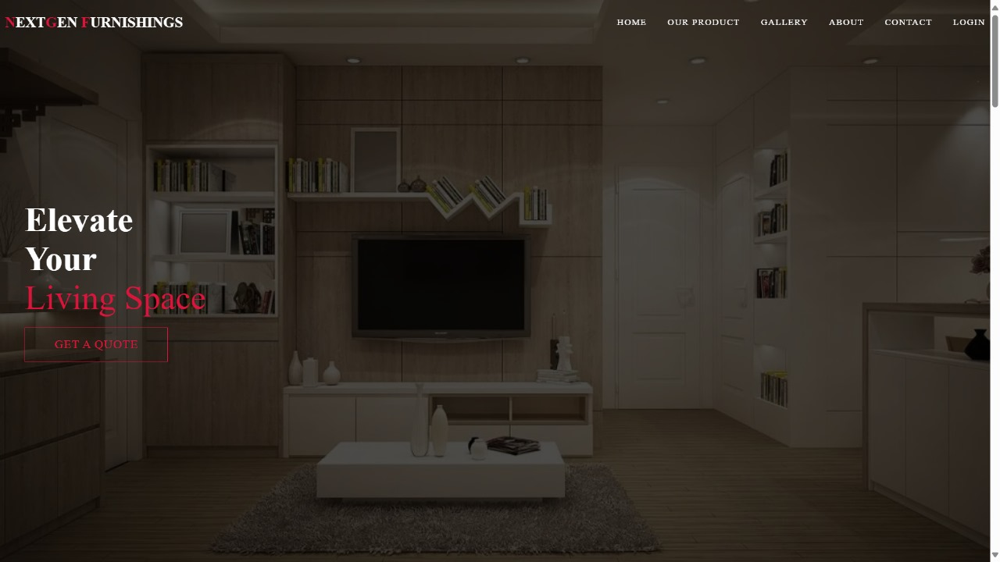 NEXTGEN FURNISHINGS
HOME OUR PRODUCT GALLERY ABOUT CONTACT LOGIN
Elevate
Your
Living Space
GET A QUOTE